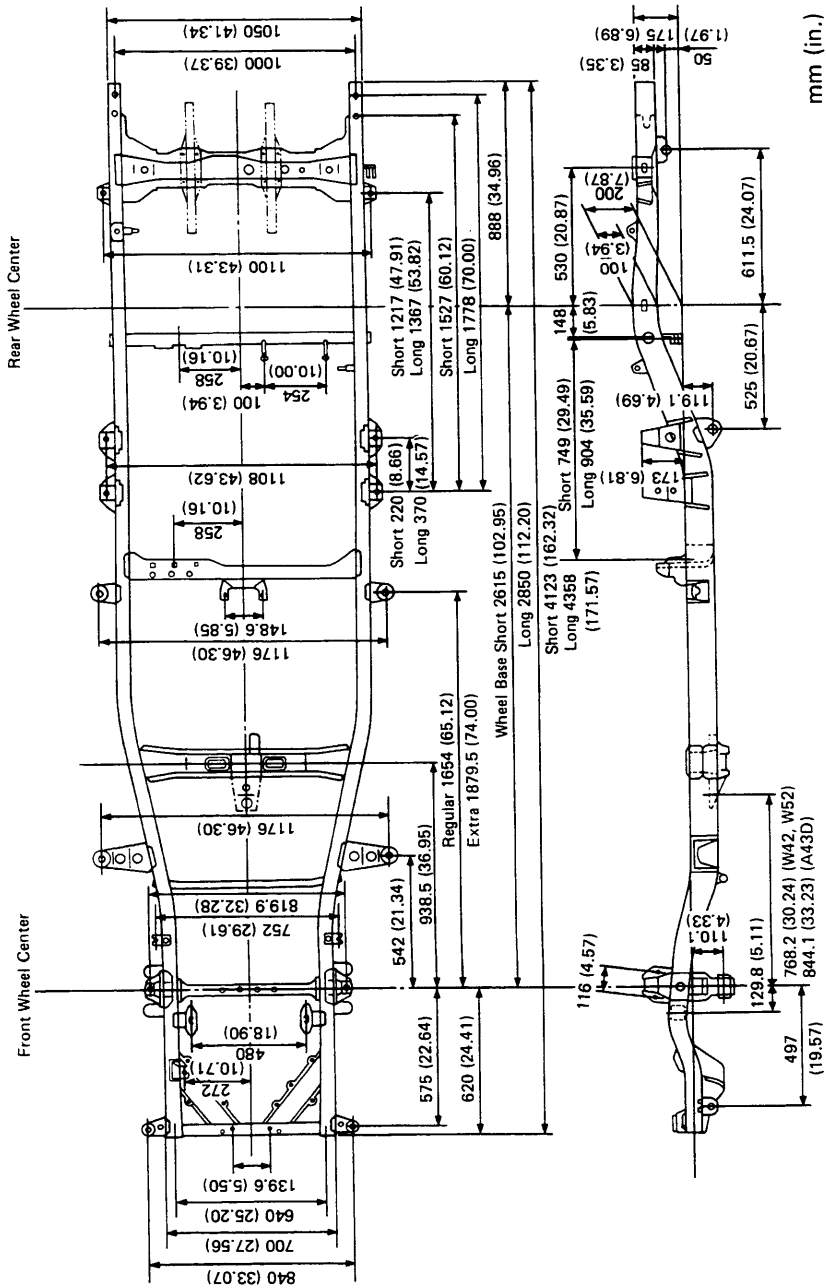 Rear Wheel Center
Front Wheel Center
1050 (41.34)
1000 (39.37)
1100 (43.31)
258
(10.16)
100 (3.94)
254
(10.00)
1108 (43.62)
258
(10.16)
148.6 (5.85)
1176 (46.30)
1176 (46.30)
819.9 (32.28)
752 (29.61)
480
(18.90)
272
(10.71)
139.6 (5.50)
640 (25.20)
700 (27.56)
840 (33.07)
Short 1217 (47.91)
Long 1367 (53.82)
Short 1527 (60.12)
Long 1778 (70.00)
888 (34.96)
Short 220 (8.66)
Long 370 (14.57)
Wheel Base Short 2615 (102.95)
Long 2850 (112.20)
Short 4123 (162.32)
Long 4358
(171.57)
Regular 1654 (65.12)
Extra 1879.5 (74.00)
542 (21.34)
938.5 (36.95)
575 (22.64)
620 (24.41)
175
(6.89)
85 (3.35)
50
(1.97)
200
(7.87)
100
(3.94)
530 (20.87)
148
(5.83)
611.5 (24.07)
525 (20.67)
119.1 (4.69)
173 (6.81)
Short 749 (29.49)
Long 904 (35.59)
116 (4.57)
110.1
(4.33)
129.8 (5.11)
768.2 (30.24) (W42, W52)
844.1 (33.23) (A43D)
497
(19.57)
mm (in.)